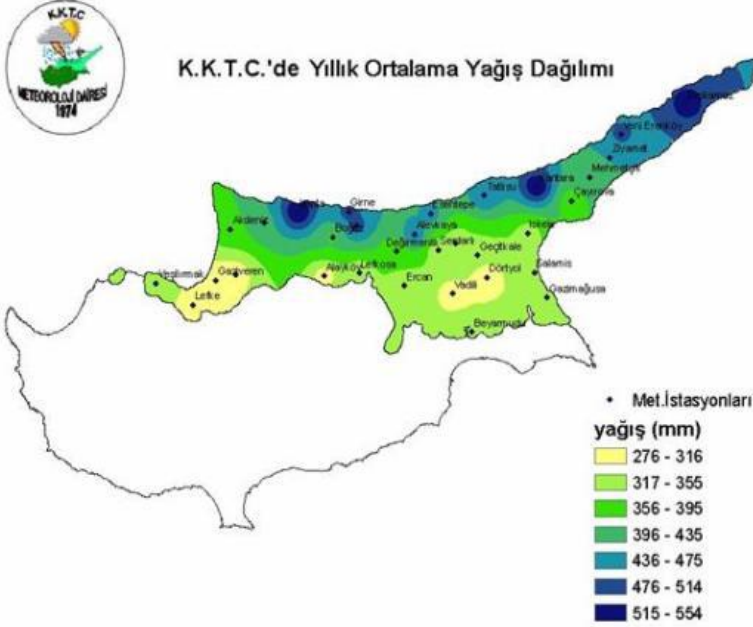 K.K.T.C
METEOROLOJİ DAİRESİ
1974
K.K.T.C.'de Yıllık Ortalama Yağış Dağılımı
Yeni Erenköy
Ziyamet
Mehmetçik
Çayırova
Kantara
Tatlısu
Esentepe
Girne
Akdeniz
Boğaz
Alevkaya
İskele
Değirmenlik
Serdarlı
Geçitkale
Yeşilırmak
Gaziveren
Alayköy
Lefkoşa
Ercan
Dörtyol
Salamis
Lefke
Vadili
Gazimağusa
Beyarmudu
Met.İstasyonları
yağış (mm)
276 - 316
317 - 355
356 - 395
396 - 435
436 - 475
476 - 514
515 - 554